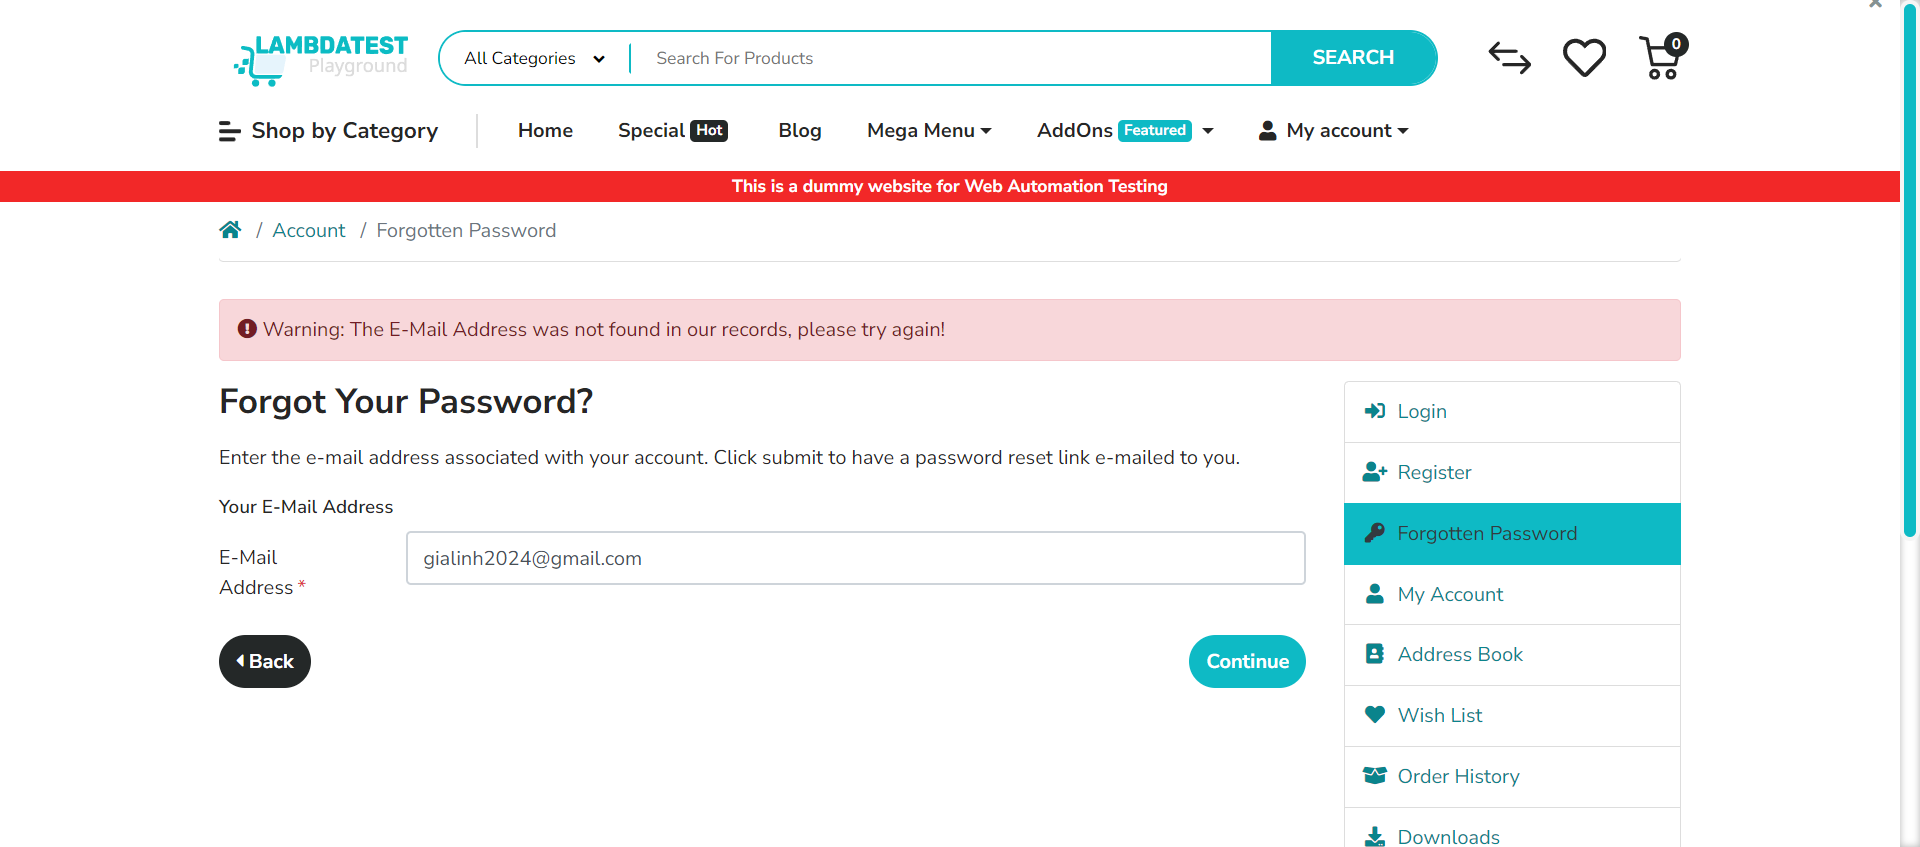 LAMBDATEST
Playground
All Categories
Search For Products
SEARCH
0
Shop by Category
Home
Special Hot
Blog
Mega Menu
AddOns Featured
My account
This is a dummy website for Web Automation Testing
/ Account / Forgotten Password
Warning: The E-Mail Address was not found in our records, please try again!
Forgot Your Password?
Enter the e-mail address associated with your account. Click submit to have a password reset link e-mailed to you.
Your E-Mail Address
E-Mail
Address *
gialinh2024@gmail.com
Back
Continue
Login
Register
Forgotten Password
My Account
Address Book
Wish List
Order History
Downloads